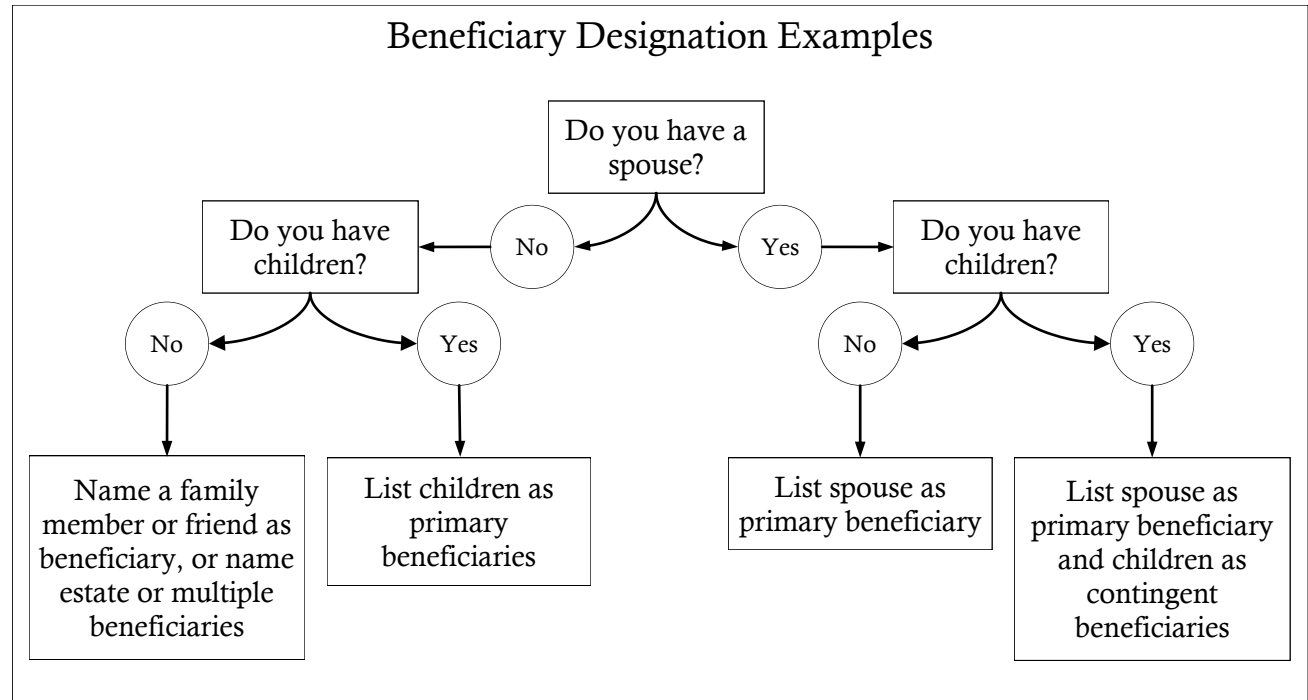 Beneficiary Designation Examples
Do you have a
spouse?
No
Yes
Do you have
children?
Do you have
children?
No
Yes
No
Yes
Name a family
member or friend as
beneficiary, or name
estate or multiple
beneficiaries
List children as
primary
beneficiaries
List spouse as
primary beneficiary
List spouse as
primary beneficiary
and children as
contingent
beneficiaries